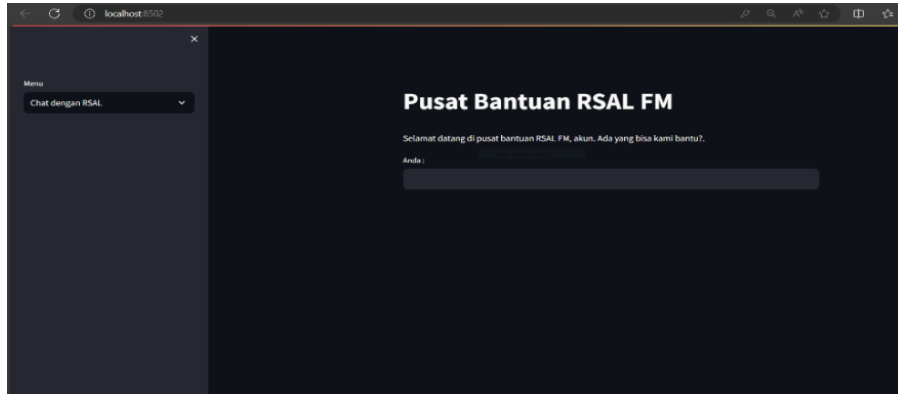 localhost:8502
Menu
Chat dengan RSAL
Pusat Bantuan RSAL FM
Selamat datang di pusat bantuan RSAL FM, akun. Ada yang bisa kami bantu?.
Anda :